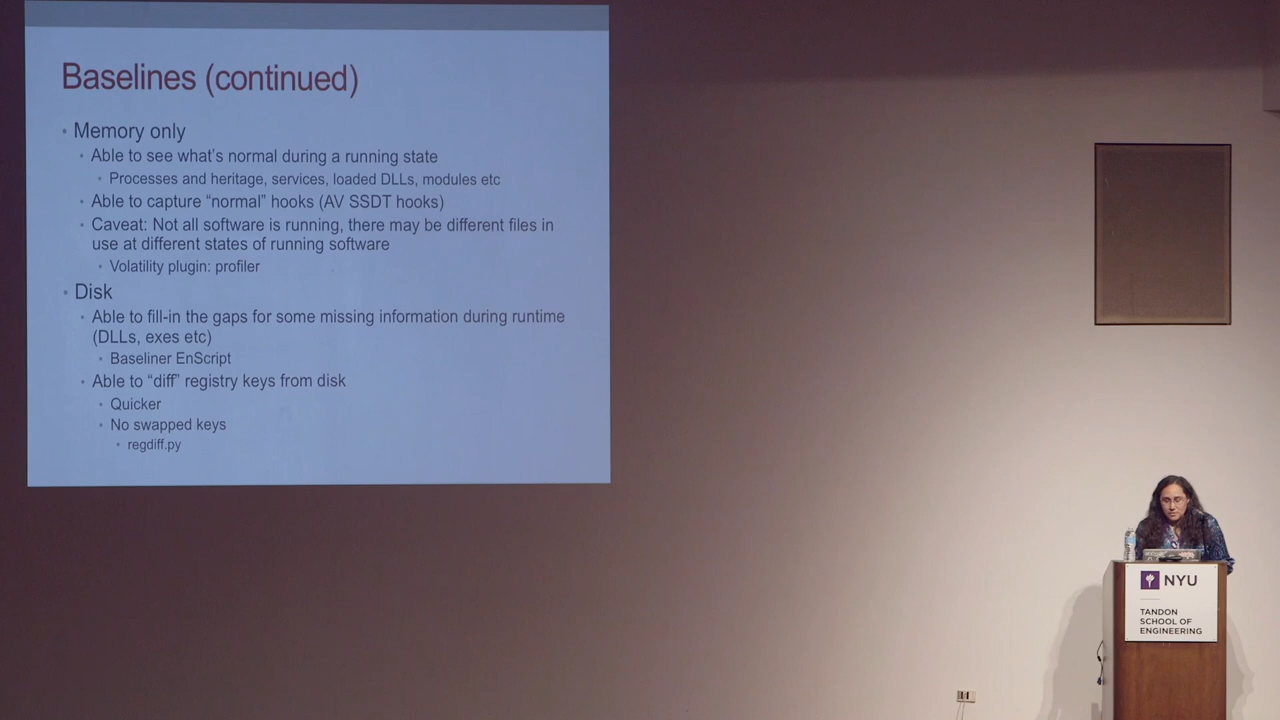 Baselines (continued)
• Memory only
• Able to see what's normal during a running state
• Processes and heritage, services, loaded DLLs, modules etc
• Able to capture “normal” hooks (AV SSDT hooks)
• Caveat: Not all software is running, there may be different files in
use at different states of running software
• Volatility plugin: profiler
• Disk
• Able to fill-in the gaps for some missing information during runtime
(DLLs, exes etc)
• Baseliner EnScript
• Able to “diff” registry keys from disk
• Quicker
• No swapped keys
• regdiff.py
NYU
TANDON
SCHOOL OF
ENGINEERING